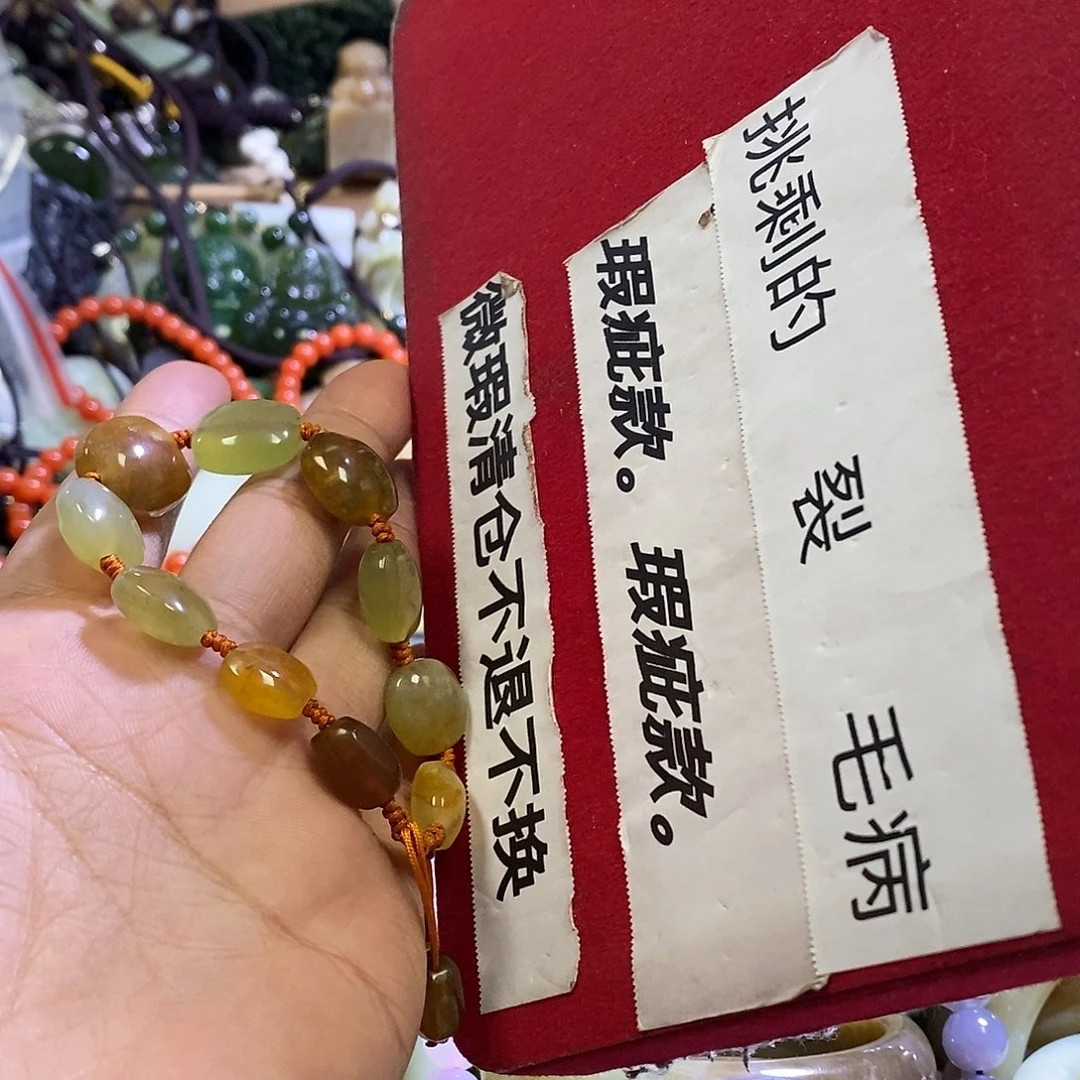 挑剩的 裂 毛病
瑕疵款。 瑕疵款。
微瑕清仓不退不换